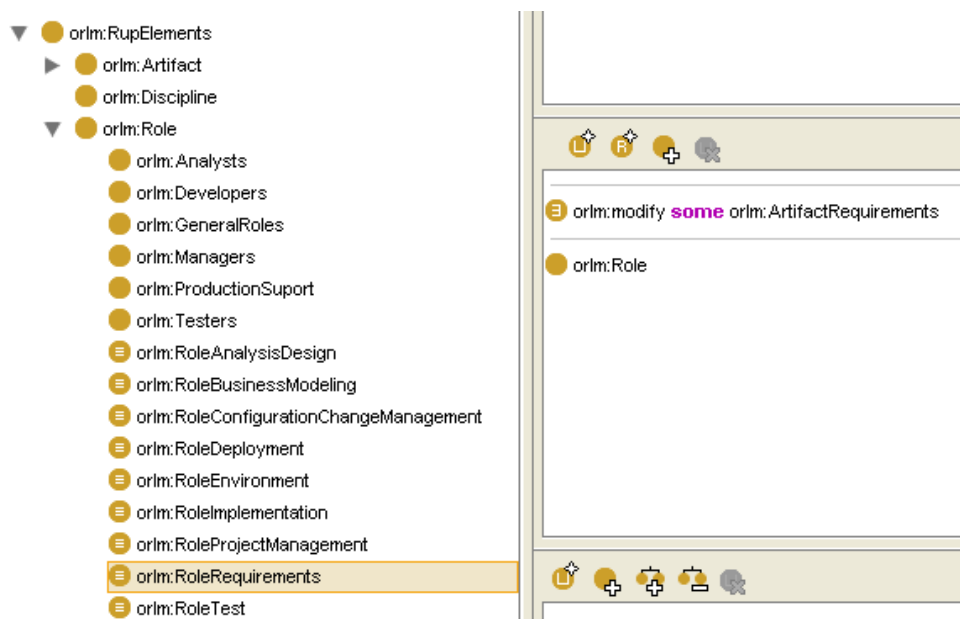 orlm:RupElements
orlm:Artifact
orlm:Discipline
orlm:Role
orlm:Analysts
orlm:Developers
orlm:GeneralRoles
orlm:Managers
orlm:ProductionSuport
orlm:Testers
orlm:RoleAnalysisDesign
orlm:RoleBusinessModeling
orlm:RoleConfigurationChangeManagement
orlm:RoleDeployment
orlm:RoleEnvironment
orlm:RoleImplementation
orlm:RoleProjectManagement
orlm:RoleRequirements
orlm:RoleTest
orlm:modify some orlm:ArtifactRequirements
orlm:Role